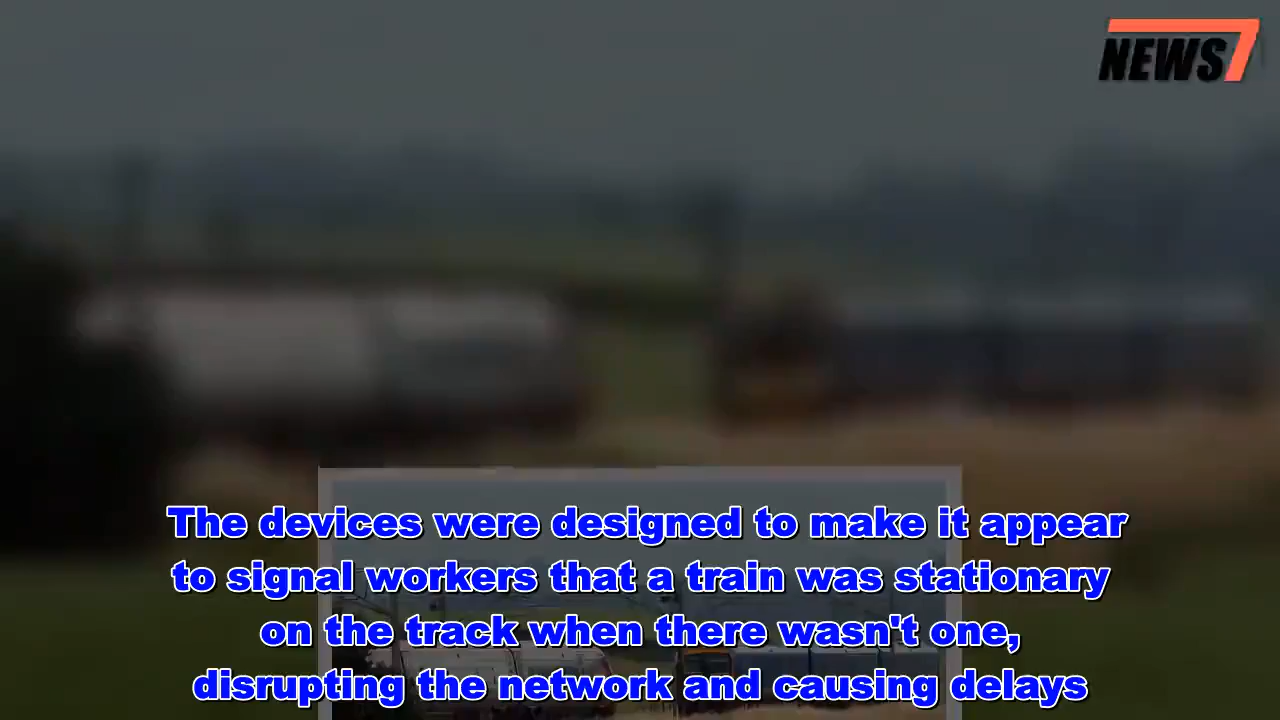 NEWS7
The devices were designed to make it appear
to signal workers that a train was stationary
on the track when there wasn't one,
disrupting the network and causing delays